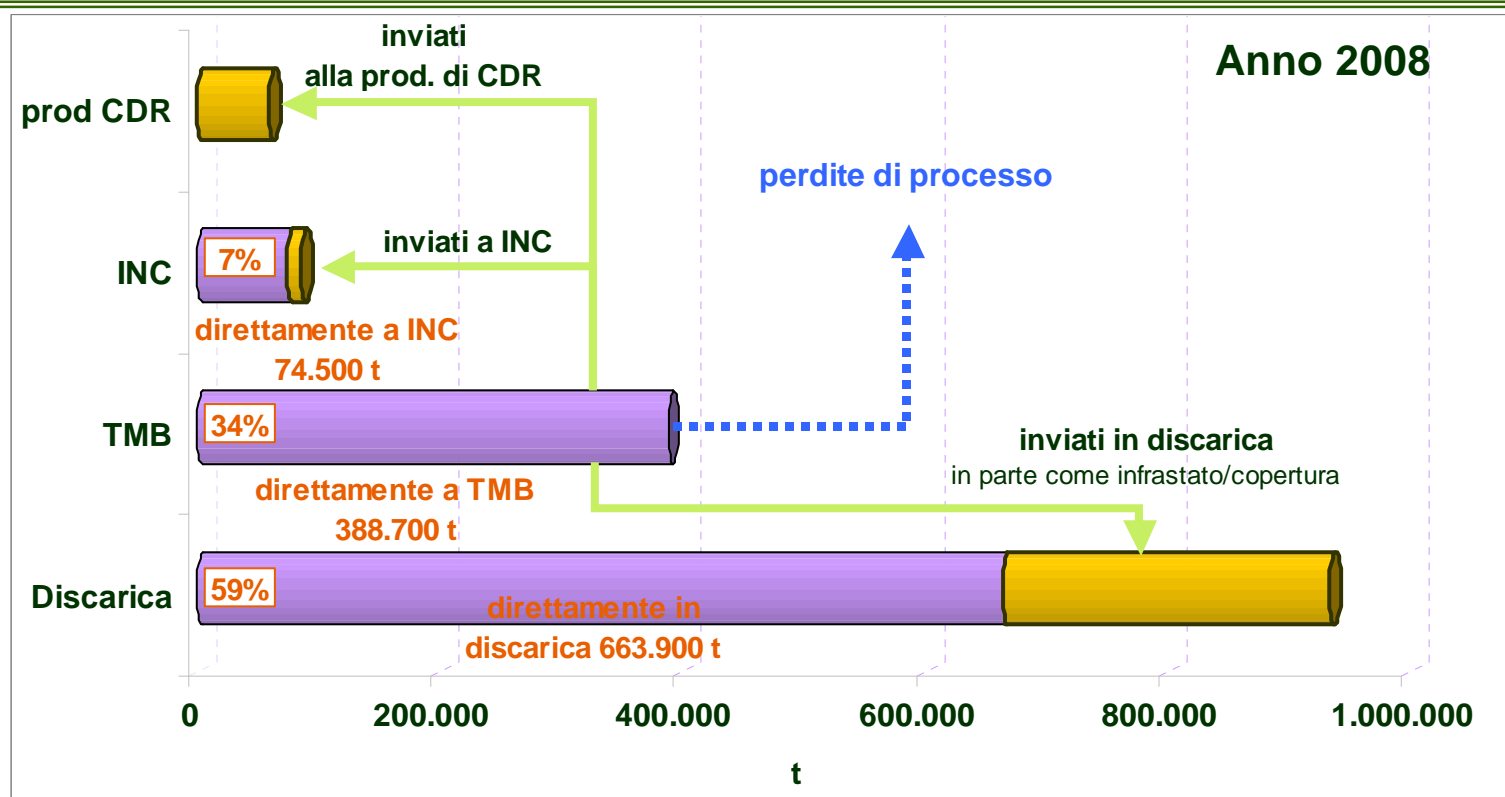 inviati
alla prod. di CDR
Anno 2008
prod CDR
perdite di processo
inviati a INC
7%
INC
direttamente a INC
74.500 t
34%
TMB
inviati in discarica
in parte come infrastato/copertura
direttamente a TMB
388.700 t
59%
Discarica
direttamente in
discarica 663.900 t
0 200.000 400.000 600.000 800.000 1.000.000
t